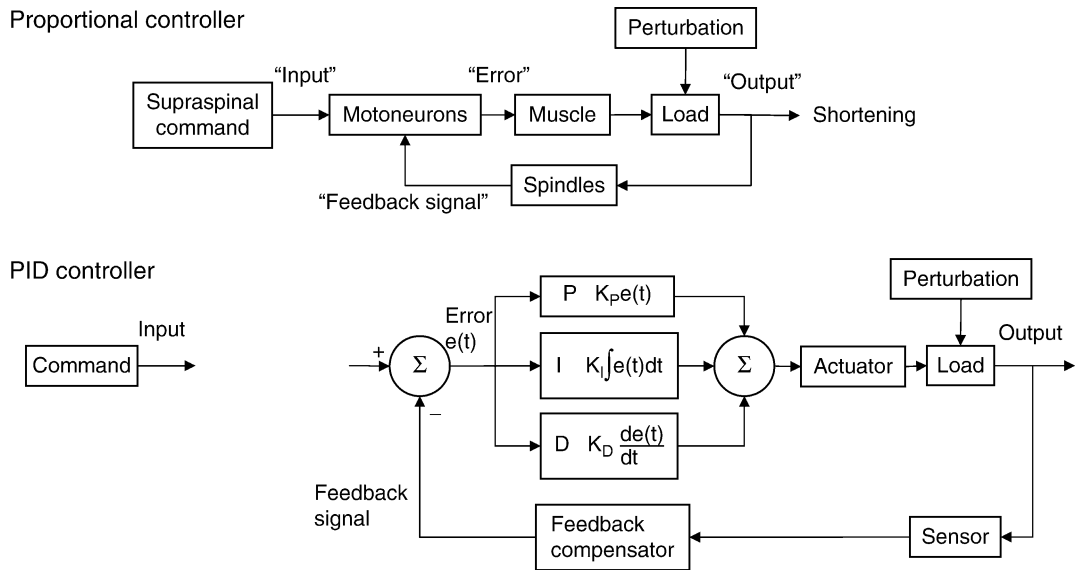 Proportional controller
Perturbation
“Input”
“Error”
“Output”
Supraspinal
command
Motoneurons
Muscle
Load
Shortening
Spindles
“Feedback signal”
PID controller
Perturbation
P K_Pe(t)
Input
Error
e(t)
Output
Command
+
Σ
I K_I∫e(t)dt
Σ
Actuator
Load
−
D K_D de(t)
dt
Feedback
signal
Feedback
compensator
Sensor